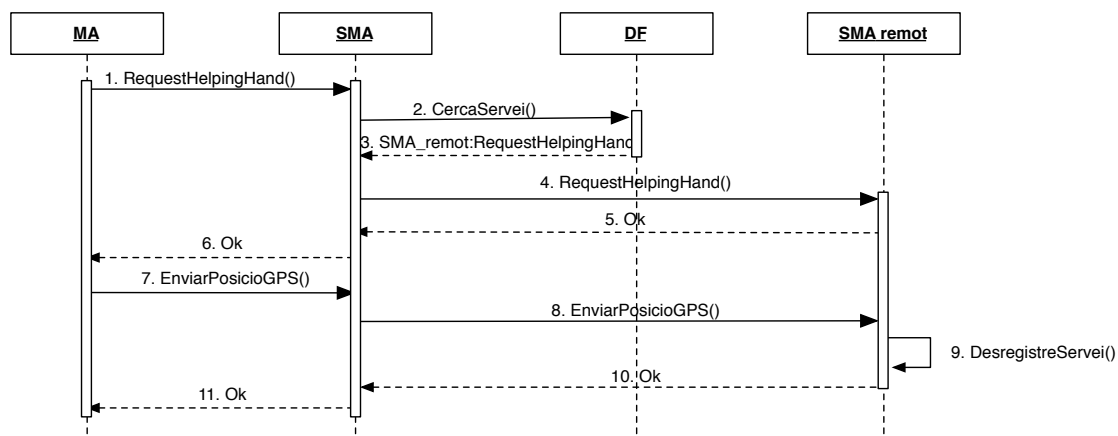 MA
SMA
DF
SMA remot
1. RequestHelpingHand()
2. CercaServei()
3. SMA_remot:RequestHelpingHand
4. RequestHelpingHand()
5. Ok
6. Ok
7. EnviarPosicioGPS()
8. EnviarPosicioGPS()
9. DesregistreServei()
10. Ok
11. Ok